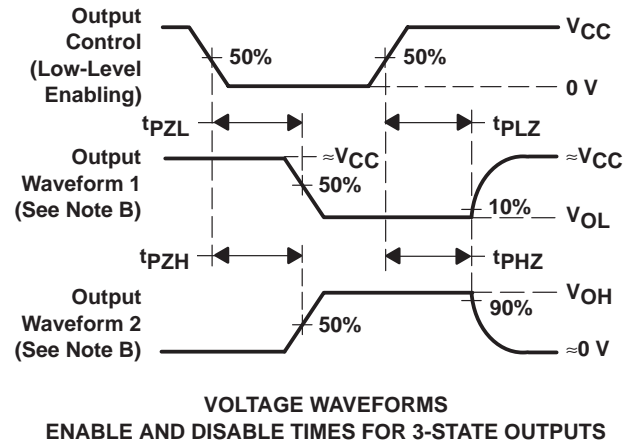 Output
Control
(Low-Level
Enabling)
VCC
50%
50%
0 V
tPZL
tPLZ
Output
Waveform 1
(See Note B)
≈VCC
≈VCC
50%
10%
VOL
tPZH
tPHZ
Output
Waveform 2
(See Note B)
VOH
90%
50%
≈0 V
VOLTAGE WAVEFORMS
ENABLE AND DISABLE TIMES FOR 3-STATE OUTPUTS